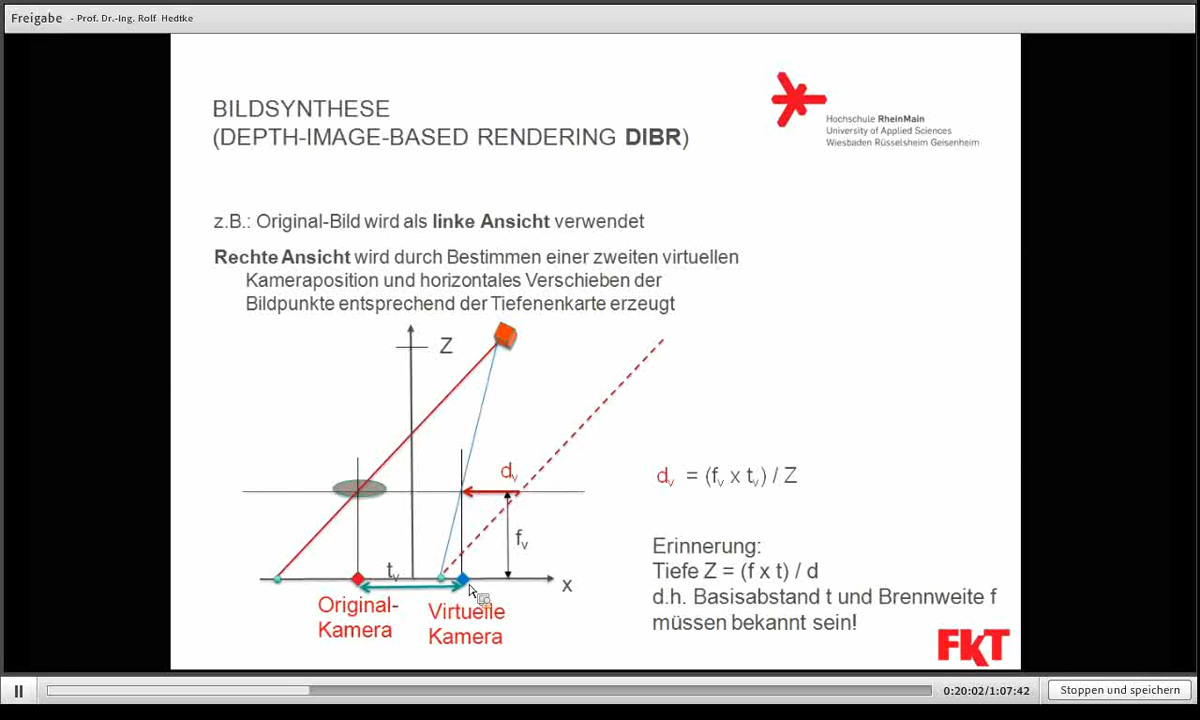 Freigabe - Prof. Dr.-Ing. Rolf Hedtke
BILDSYNTHESE
(DEPTH-IMAGE-BASED RENDERING DIBR)
Hochschule RheinMain
University of Applied Sciences
Wiesbaden Rüsselsheim Geisenheim
z.B.: Original-Bild wird als linke Ansicht verwendet
Rechte Ansicht wird durch Bestimmen einer zweiten virtuellen
Kameraposition und horizontales Verschieben der
Bildpunkte entsprechend der Tiefenenkarte erzeugt
Z
dv
dv = (fv x tv) / Z
fv
tv
x
Original-
Kamera
Virtuelle
Kamera
Erinnerung:
Tiefe Z = (f x t) / d
d.h. Basisabstand t und Brennweite f
müssen bekannt sein!
FKT
0:20:02/1:07:42
Stoppen und speichern